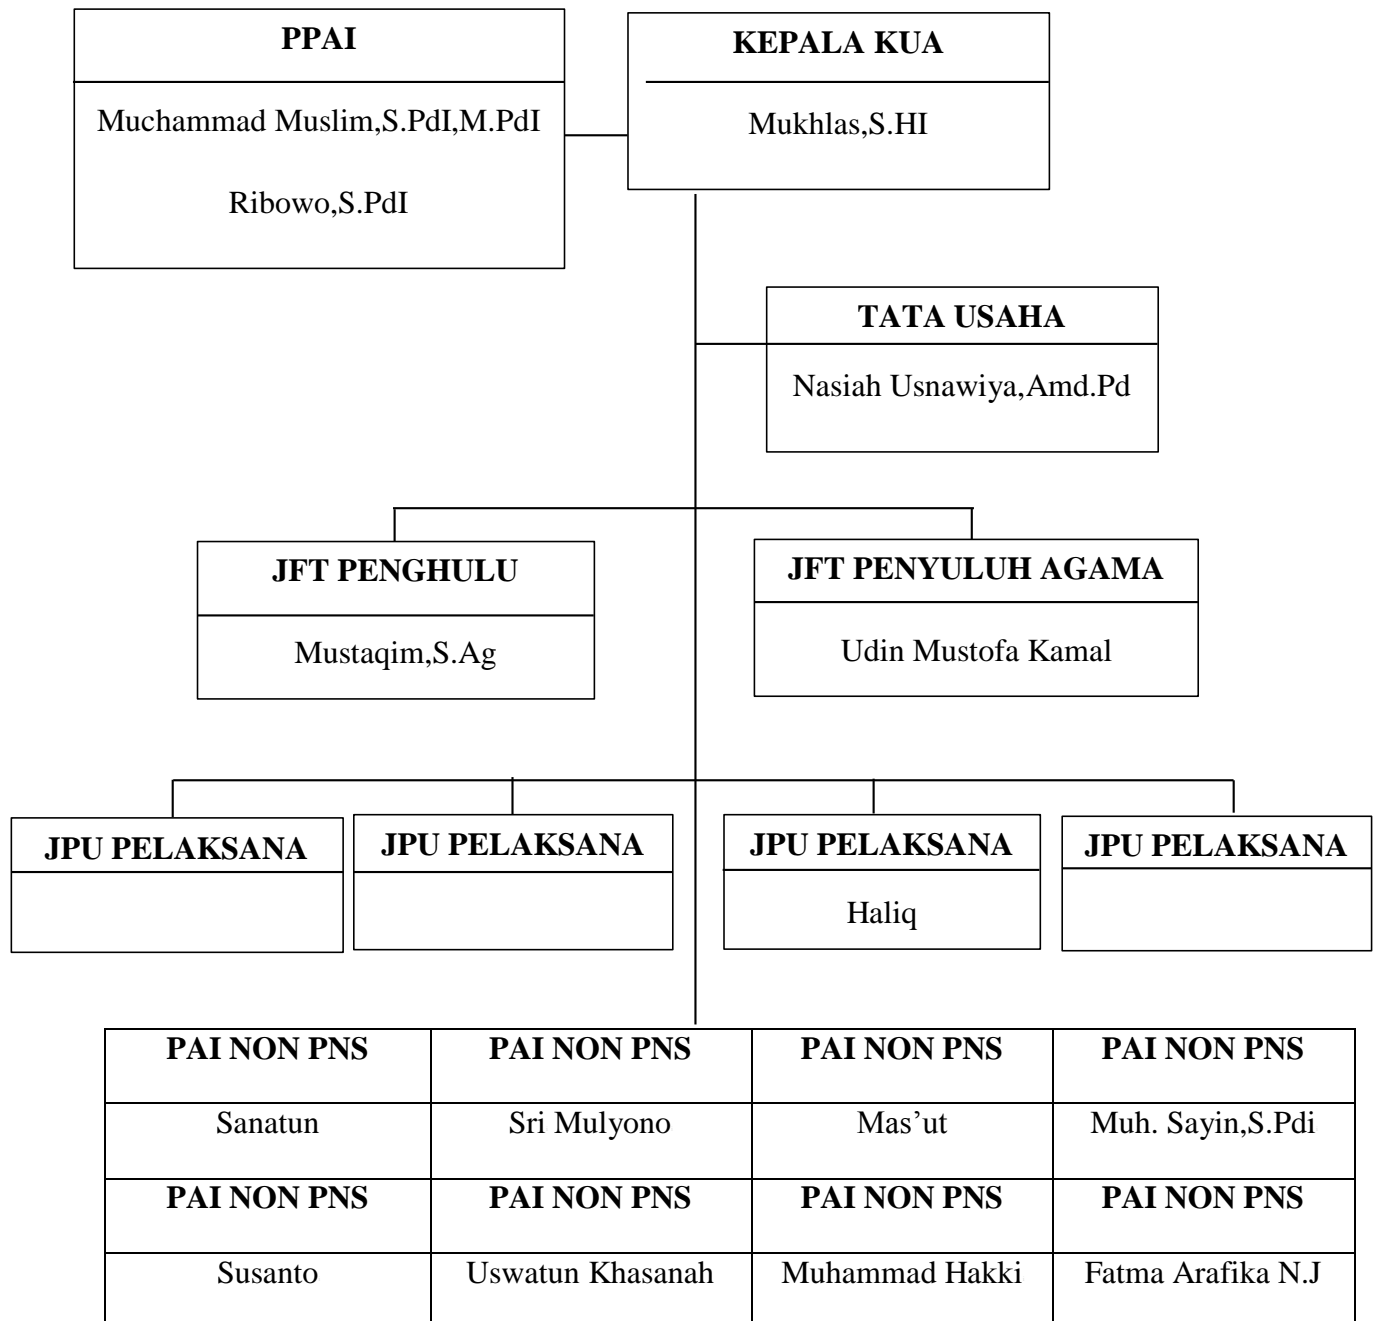 PPAI
Muchammad Muslim,S.PdI,M.PdI
Ribowo,S.PdI
KEPALA KUA
Mukhlas,S.HI
TATA USAHA
Nasiah Usnawiya,Amd.Pd
JFT PENGHULU
Mustaqim,S.Ag
JFT PENYULUH AGAMA
Udin Mustofa Kamal
JPU PELAKSANA
JPU PELAKSANA
JPU PELAKSANA
Haliq
JPU PELAKSANA
PAI NON PNS PAI NON PNS PAI NON PNS PAI NON PNS
Sanatun Sri Mulyono Mas’ut Muh. Sayin,S.Pdi
PAI NON PNS PAI NON PNS PAI NON PNS PAI NON PNS
Susanto Uswatun Khasanah Muhammad Hakki Fatma Arafika N.J